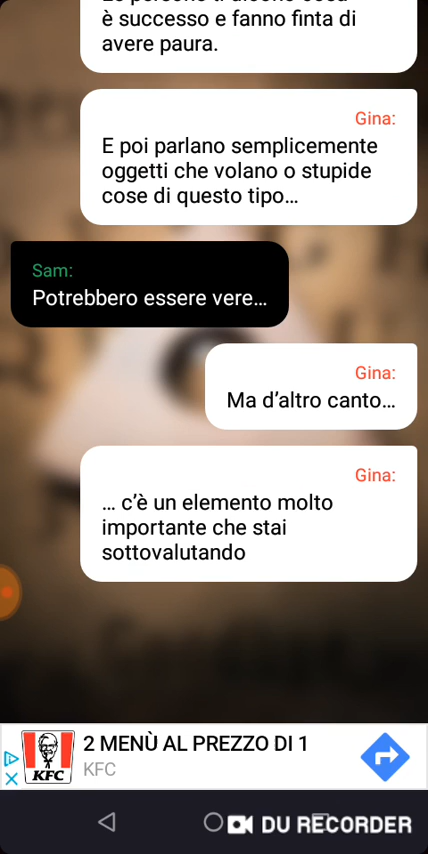 è successo e fanno finta di
avere paura.
Gina:
E poi parlano semplicemente
oggetti che volano o stupide
cose di questo tipo…
Sam:
Potrebbero essere vere…
Gina:
Ma d’altro canto…
Gina:
… c’è un elemento molto
importante che stai
sottovalutando
KFC
2 MENÙ AL PREZZO DI 1
KFC
DU RECORDER